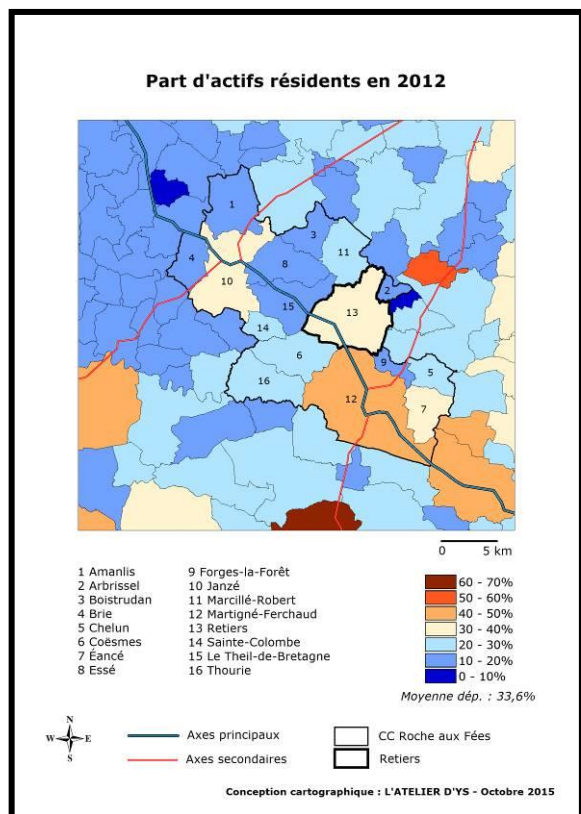 Part d'actifs résidents en 2012
1
3
4
8
11
10
2
15
13
14
6
9
5
16
12
7
0 5 km
1 Amanlis
2 Arbrissel
3 Boistrudan
4 Brie
5 Chelun
6 Coësmes
7 Éancé
8 Essé
9 Forges-la-Forêt
10 Janzé
11 Marcillé-Robert
12 Martigné-Ferchaud
13 Retiers
14 Sainte-Colombe
15 Le Theil-de-Bretagne
16 Thourie
60 - 70%
50 - 60%
40 - 50%
30 - 40%
20 - 30%
10 - 20%
0 - 10%
Moyenne dép. : 33,6%
N
W E
S
Axes principaux
Axes secondaires
CC Roche aux Fées
Retiers
Conception cartographique : L'ATELIER D'YS - Octobre 2015